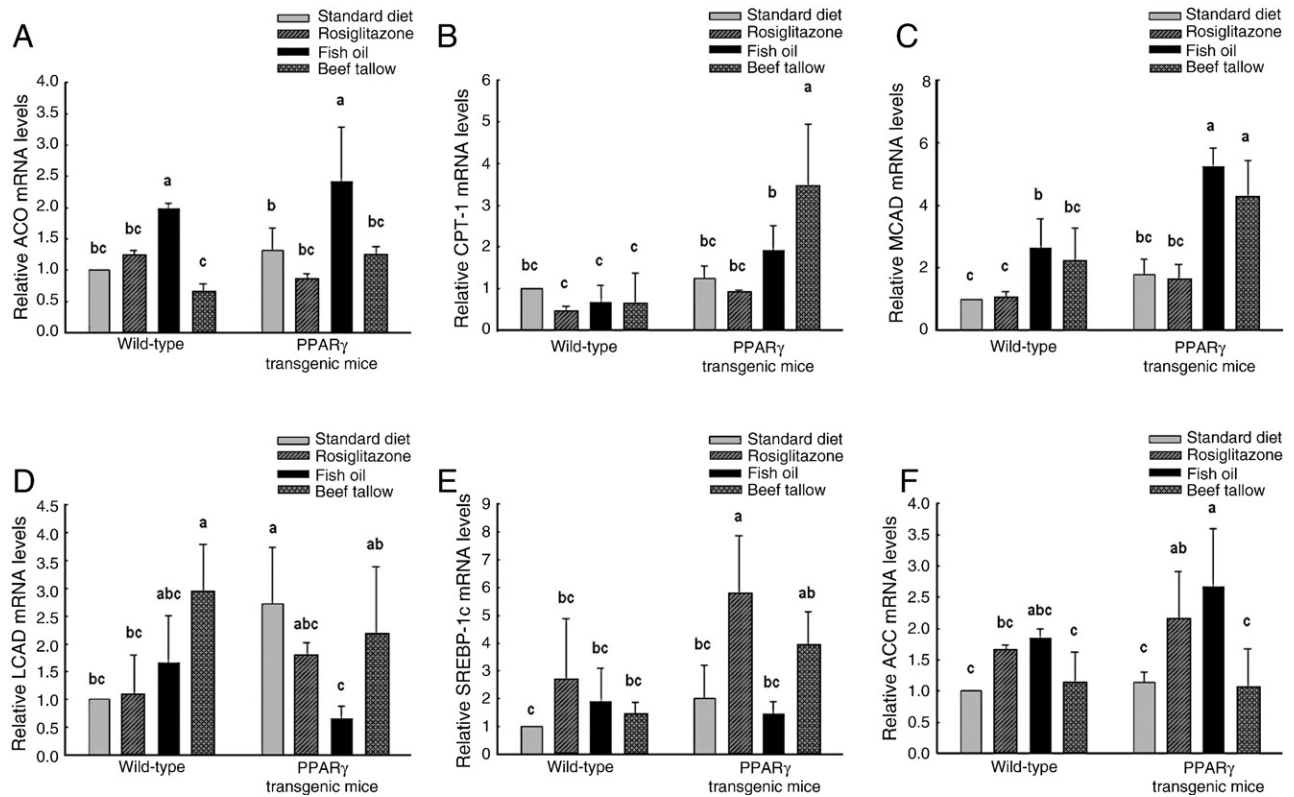 A
Standard diet
Rosiglitazone
Fish oil
Beef tallow
Relative ACO mRNA levels
4.0
3.5
3.0
2.5
2.0
1.5
1.0
0.5
0.0
bc
bc
a
c
b
bc
a
bc
Wild-type
PPARγ
transgenic mice
B
Standard diet
Rosiglitazone
Fish oil
Beef tallow
Relative CPT-1 mRNA levels
6
5
4
3
2
1
0
bc
c
c
c
bc
bc
b
a
Wild-type
PPARγ
transgenic mice
C
Standard diet
Rosiglitazone
Fish oil
Beef tallow
Relative MCAD mRNA levels
8
6
4
2
0
c
c
b
bc
bc
bc
a
a
Wild-type
PPARγ
transgenic mice
D
Standard diet
Rosiglitazone
Fish oil
Beef tallow
Relative LCAD mRNA levels
4.5
4.0
3.5
3.0
2.5
2.0
1.5
1.0
0.5
0.0
bc
bc
abc
a
a
abc
c
ab
Wild-type
PPARγ
transgenic mice
E
Standard diet
Rosiglitazone
Fish oil
Beef tallow
Relative SREBP-1c mRNA levels
9
8
7
6
5
4
3
2
1
0
c
bc
bc
bc
bc
a
bc
ab
Wild-type
PPARγ
transgenic mice
F
Standard diet
Rosiglitazone
Fish oil
Beef tallow
Relative ACC mRNA levels
4.0
3.5
3.0
2.5
2.0
1.5
1.0
0.5
0.0
c
bc
abc
c
c
ab
a
c
Wild-type
PPARγ
transgenic mice